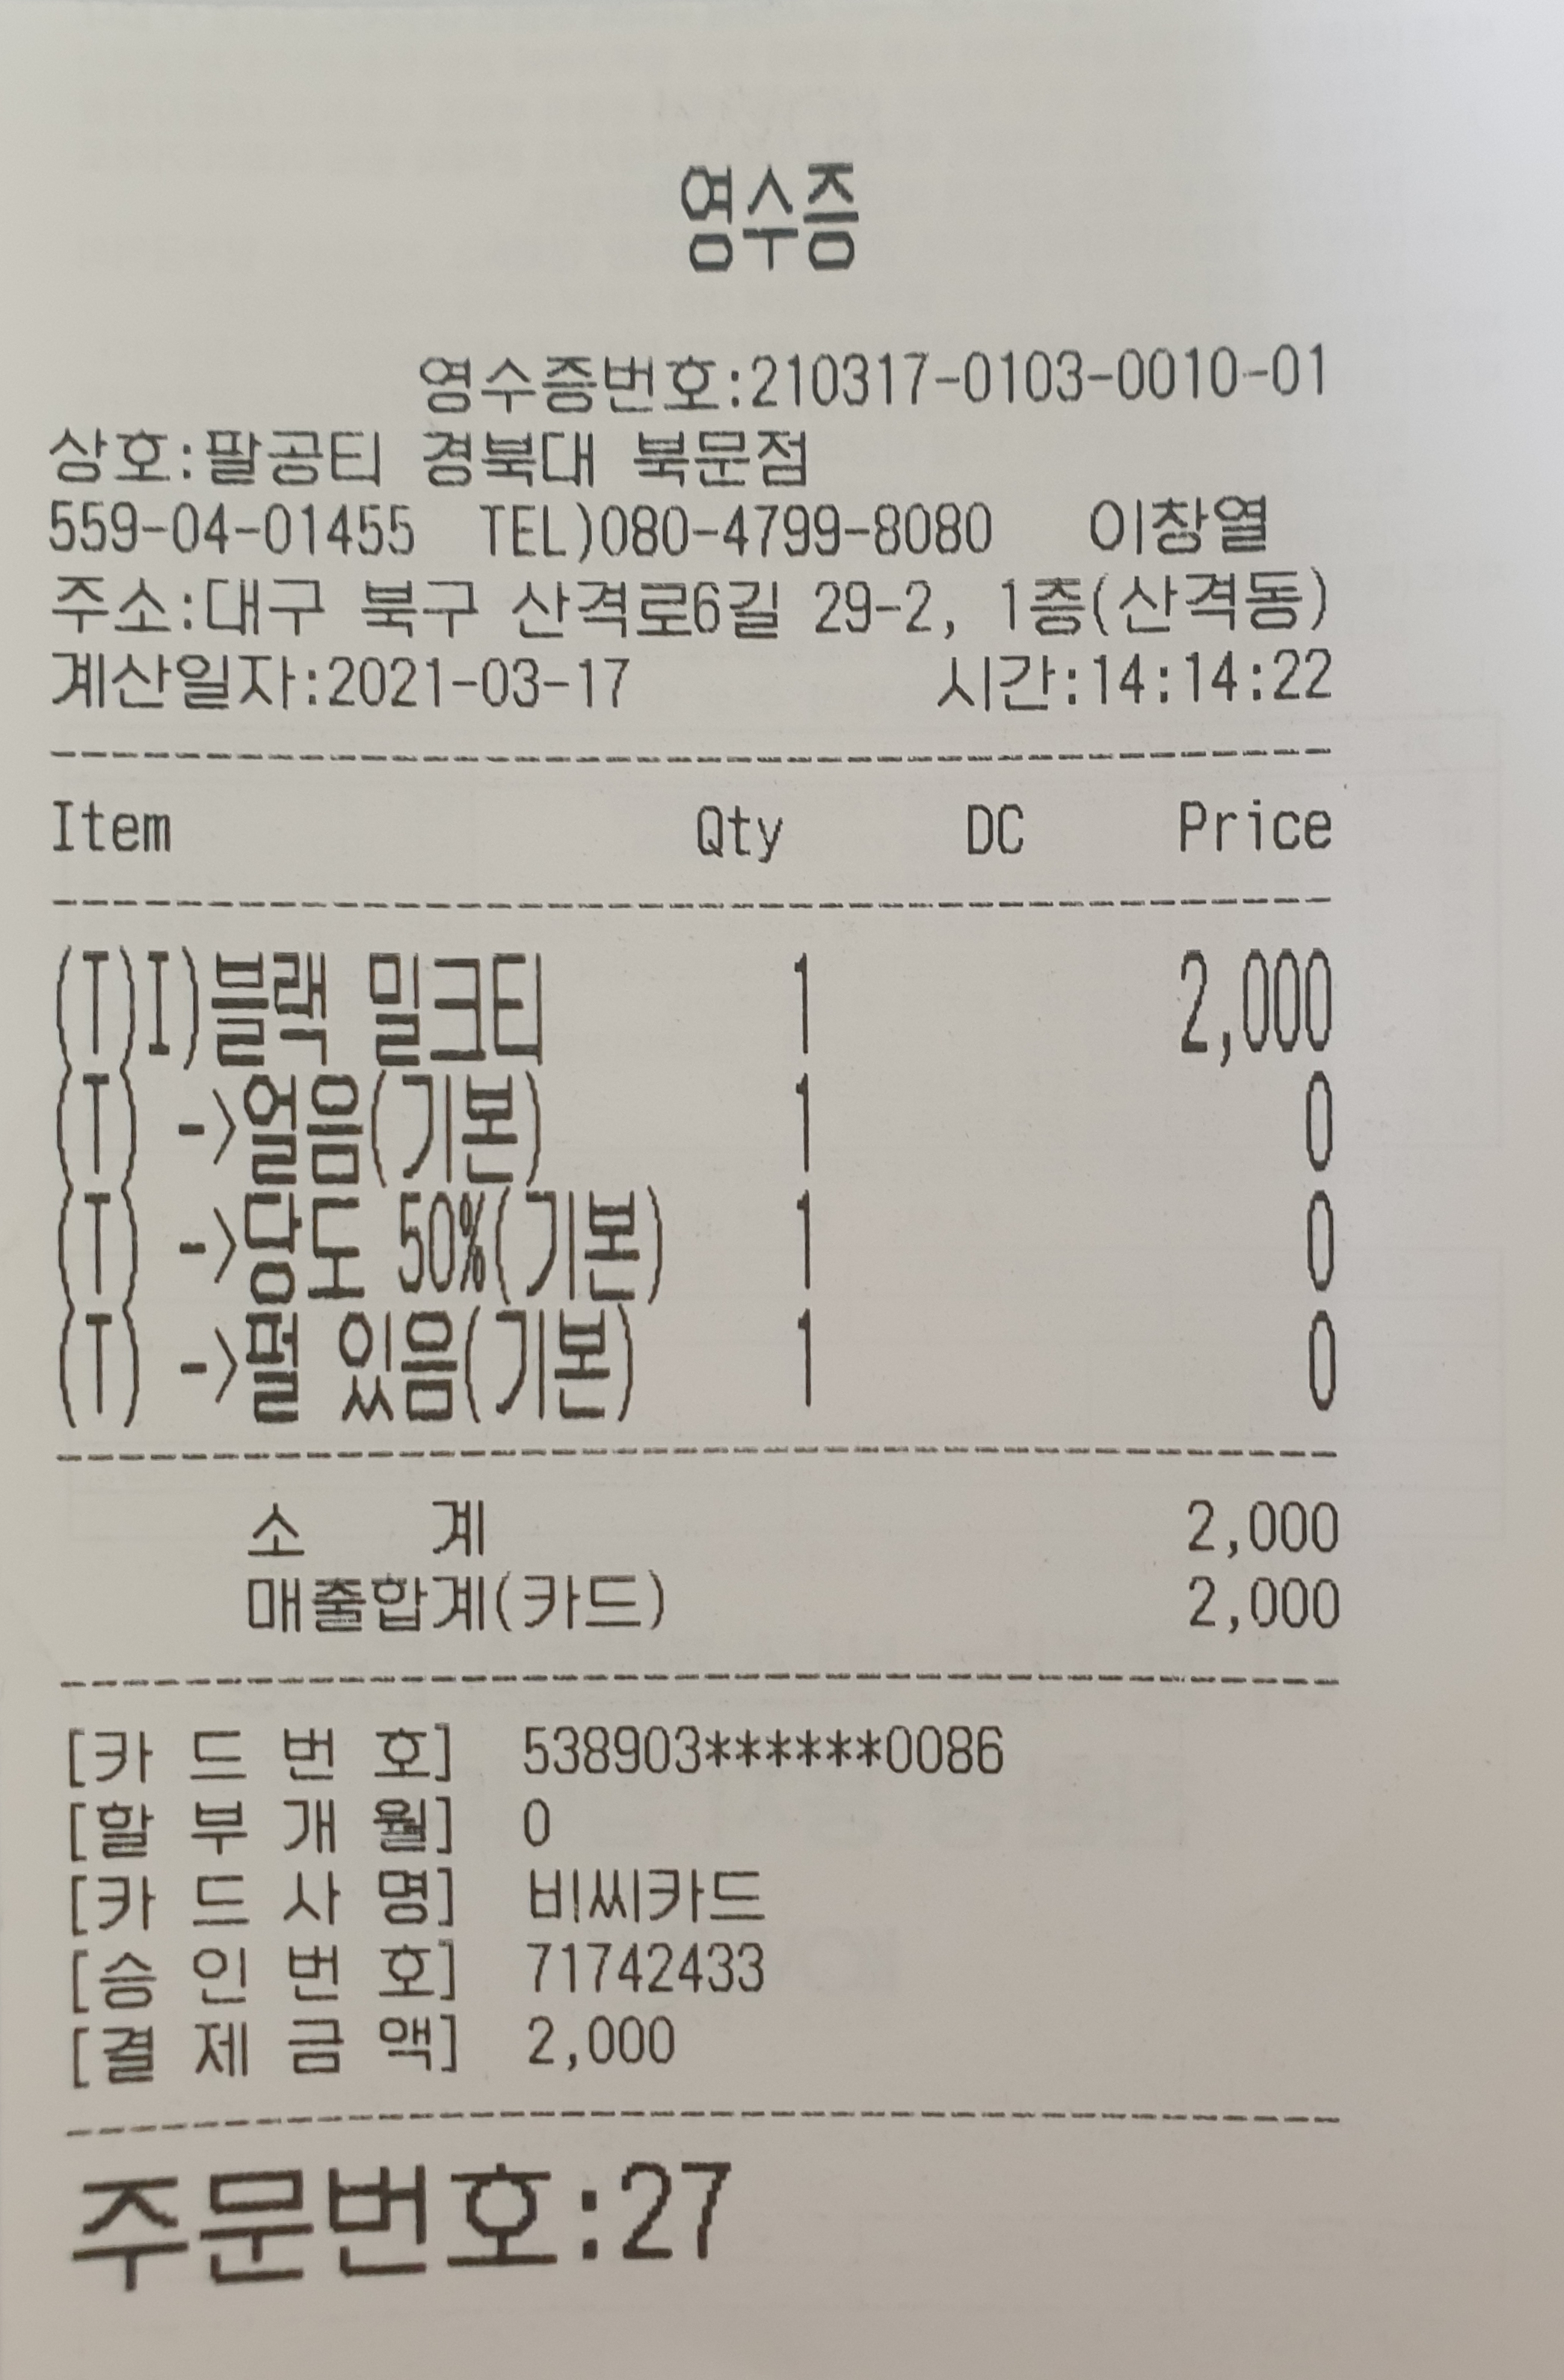 영수증
영수증번호:210317-0103-0010-01
상호:팔공티 경북대 북문점
559-04-01455 TEL)080-4799-8080 이창열
주소:대구 북구 산격로6길 29-2, 1층(산격동)
계산일자:2021-03-17 시간:14:14:22
Item Qty DC Price
(T)I)블랙 밀크티 1 2,000
(T) ->얼음(기본) 1 0
(T) ->당도 50%(기본) 1 0
(T) ->펄 있음(기본) 1 0
소 계 2,000
매출합계(카드) 2,000
[카 드 번 호] 538903******0086
[할 부 개 월] 0
[카 드 사 명] 비씨카드
[승 인 번 호] 71742433
[결 제 금 액] 2,000
주문번호:27